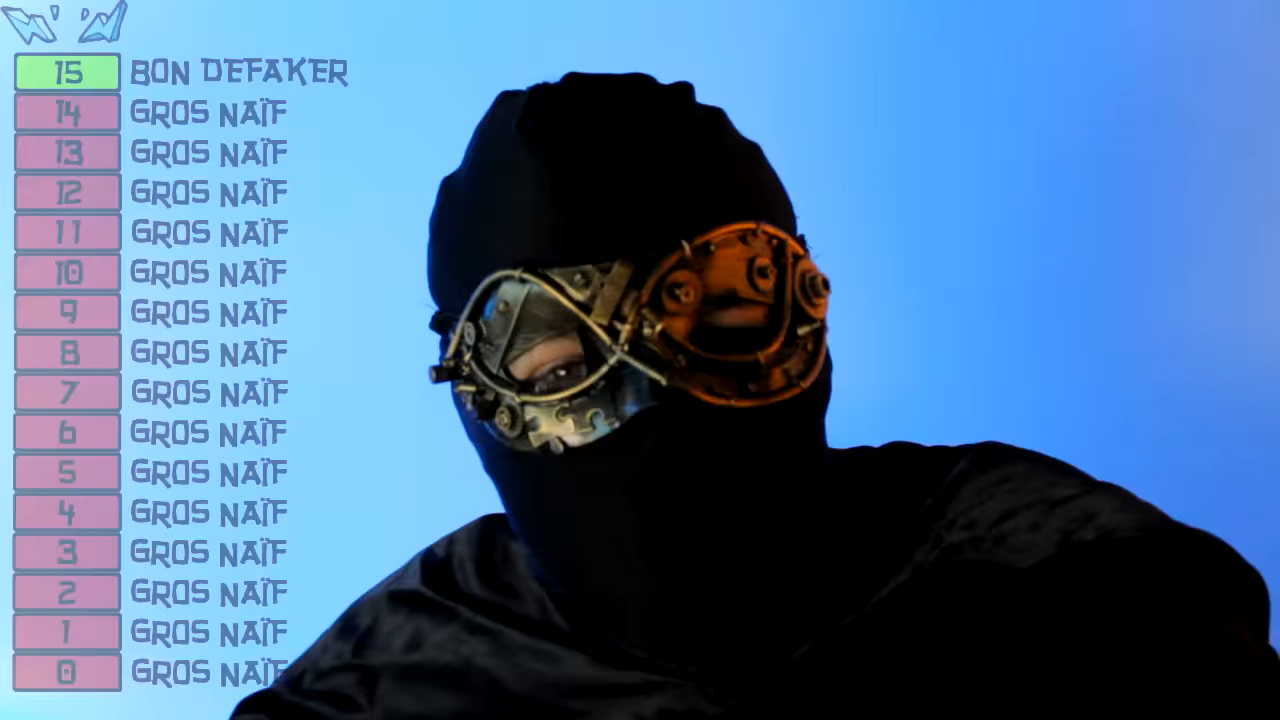 15 BON DEFAKER
14 GROS NAÏF
13 GROS NAÏF
12 GROS NAÏF
11 GROS NAÏF
10 GROS NAÏF
9 GROS NAÏF
8 GROS NAÏF
7 GROS NAÏF
6 GROS NAÏF
5 GROS NAÏF
4 GROS NAÏF
3 GROS NAÏF
2 GROS NAÏF
1 GROS NAÏF
0 GROS NAÏF